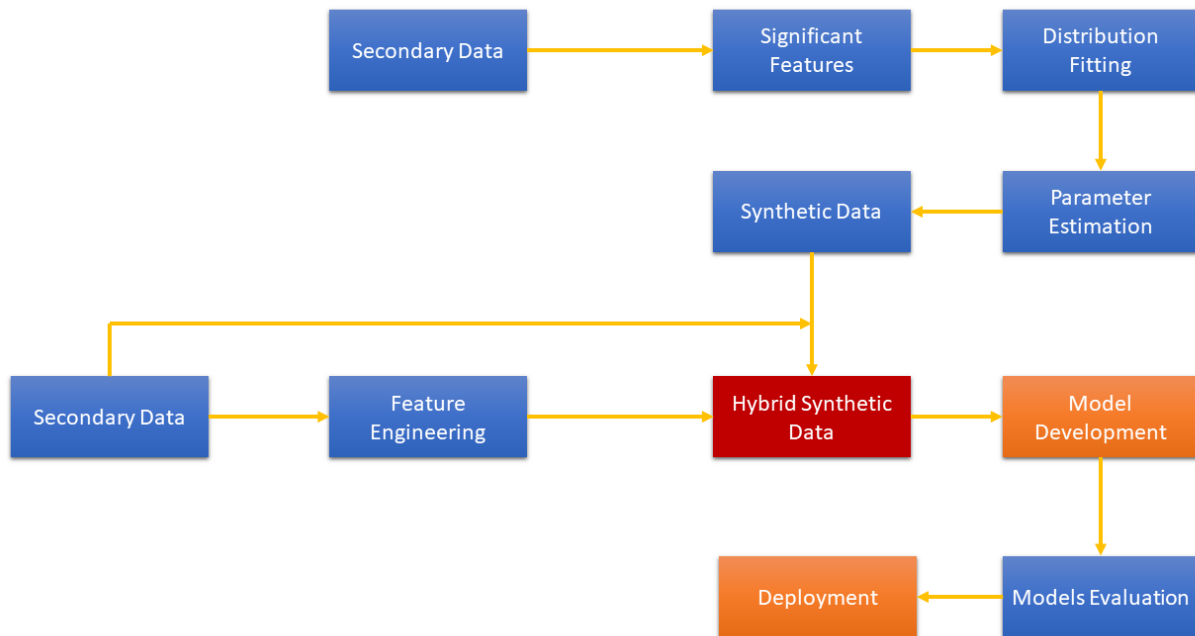 Secondary Data
Significant
Features
Distribution
Fitting
Synthetic Data
Parameter
Estimation
Secondary Data
Feature
Engineering
Hybrid Synthetic
Data
Model
Development
Deployment
Models Evaluation